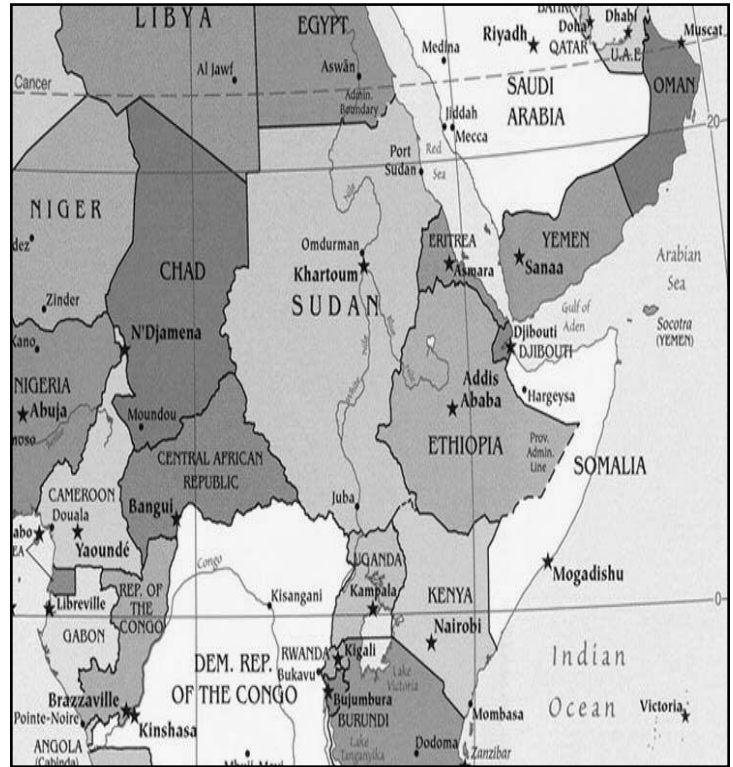 LIBYA
EGYPT
BAHRAIN
Doha
Dhabi
Muscat
Riyadh
QATAR
U.A.E
Medina
Al Jawf
Aswân
Cancer
Admin.
Boundary
SAUDI
ARABIA
OMAN
Jiddah
Mecca
20
Red
Sea
Port
Sudan
Nile
NIGER
dez
ERITREA
YEMEN
Omdurman
Khartoum
Asmara
Sanaa
Arabian
Sea
CHAD
Zinder
SUDAN
Gulf of
Aden
Socotra
(YEMEN)
N'Djamena
Kano
Djibouti
DJIBOUTI
NIGERIA
Abuja
Addis
Ababa
Hargeysa
White
Nile
Moundou
ETHIOPIA
Prov.
Admin.
Line
SOMALIA
CENTRAL AFRICAN
REPUBLIC
CAMEROON
Douala
Bangui
Juba
Yaoundé
UGANDA
Kampala
Congo
Kisangani
KENYA
Mogadishu
REP. OF
THE
CONGO
Libreville
GABON
Nairobi
0
RWANDA
Kigali
Bukavu
Lake
Victoria
Indian
Ocean
DEM. REP.
OF THE CONGO
Brazzaville
Kinshasa
Bujumbura
BURUNDI
Pointe-Noire
Mombasa
Victoria
ANGOLA
(Cabinda)
Lake
Tanganyika
Dodoma
Zanzibar